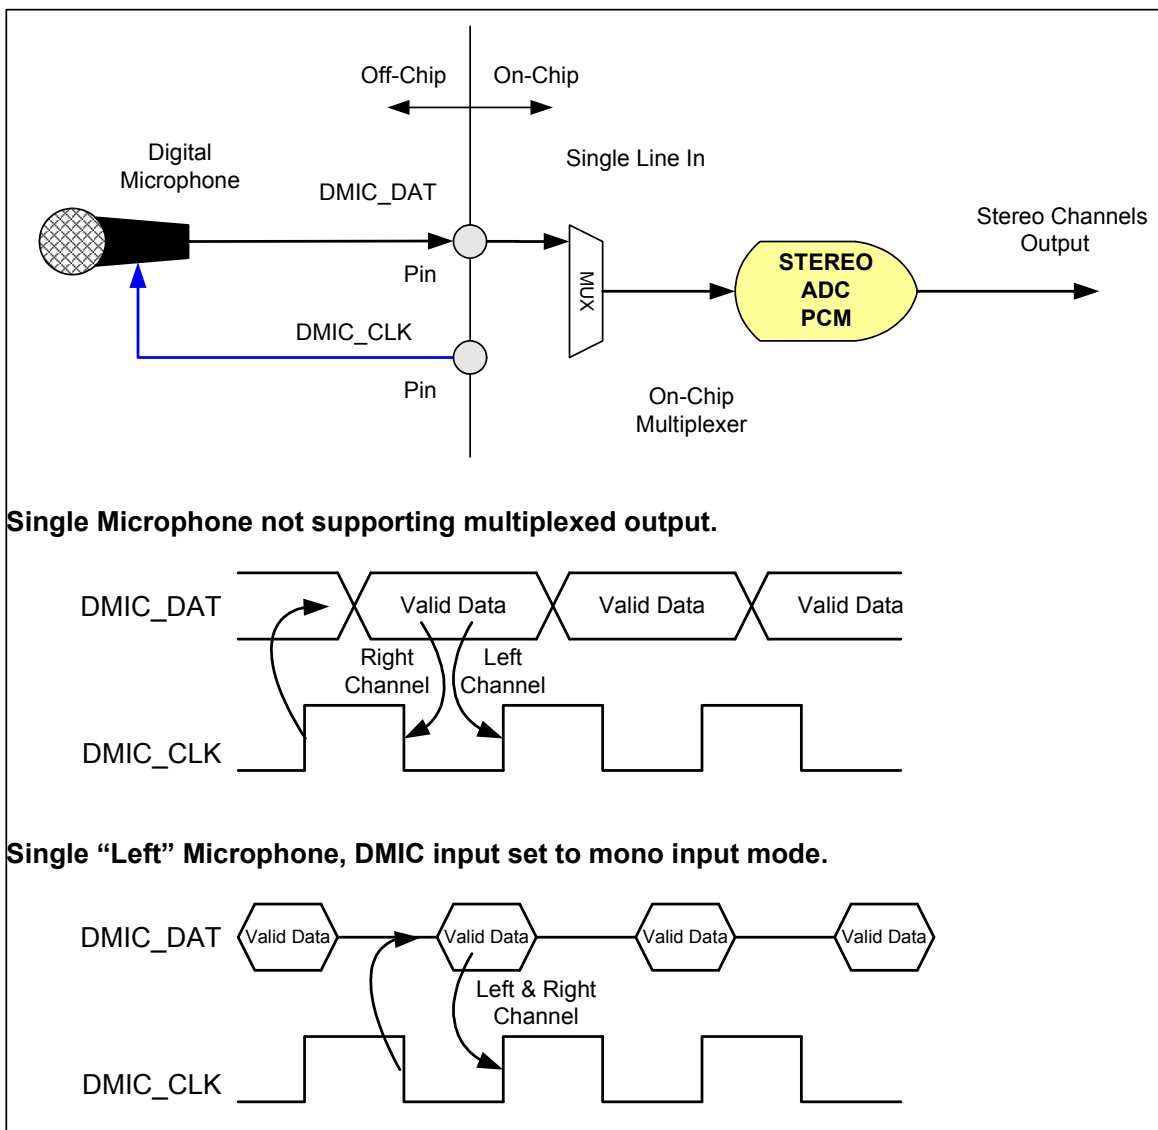 Off-Chip
On-Chip
Digital
Microphone
Single Line In
DMIC_DAT
Stereo Channels
Output
Pin
MUX
STEREO
ADC
PCM
DMIC_CLK
Pin
On-Chip
Multiplexer
Single Microphone not supporting multiplexed output.
DMIC_DAT
Valid Data
Valid Data
Valid Data
Right
Channel
Left
Channel
DMIC_CLK
Single “Left” Microphone, DMIC input set to mono input mode.
DMIC_DAT
Valid Data
Valid Data
Valid Data
Valid Data
Left & Right
Channel
DMIC_CLK